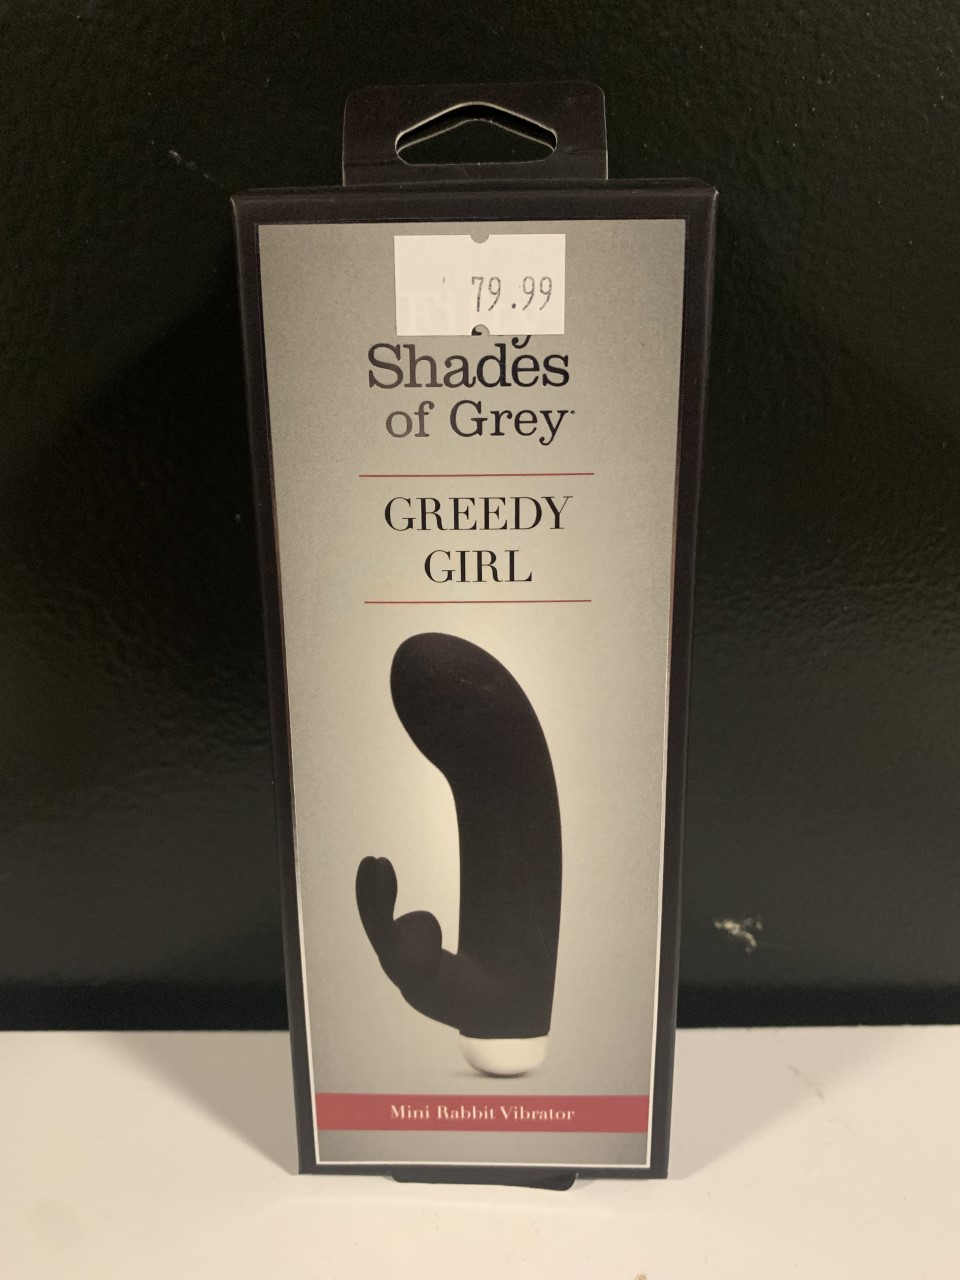 79.99
Shades
of Grey
GREEDY
GIRL
Mini Rabbit Vibrator